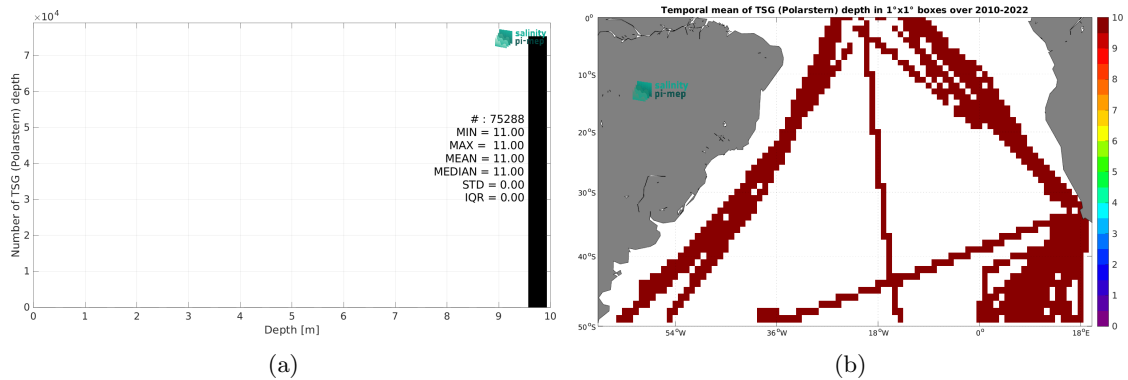 ×10⁴
7
6
5
4
3
2
1
0
Number of TSG (Polarstern) depth
salinity
pi-mep
# : 75288
MIN = 11.00
MAX = 11.00
MEAN = 11.00
MEDIAN = 11.00
STD = 0.00
IQR = 0.00
0 1 2 3 4 5 6 7 8 9 10
Depth [m]
(a)
Temporal mean of TSG (Polarstern) depth in 1°x1° boxes over 2010-2022
0°
10°S
20°S
30°S
40°S
50°S
salinity
pi-mep
54°W 36°W 18°W 0° 18°E
10
9
8
7
6
5
4
3
2
1
0
(b)